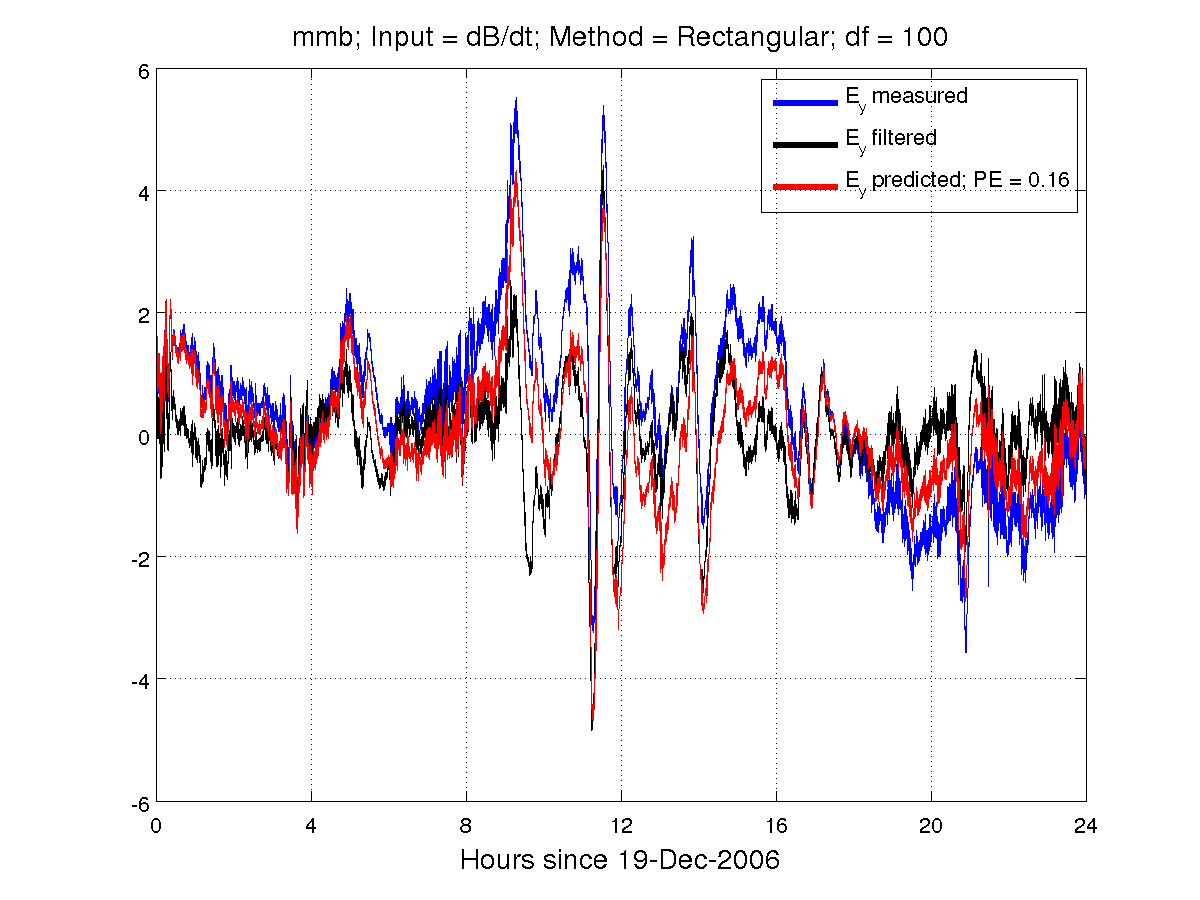 mmb; Input = dB/dt; Method = Rectangular; df = 100
6
4
2
0
-2
-4
-6
E_y measured
E_y filtered
E_y predicted; PE = 0.16
0 4 8 12 16 20 24
Hours since 19-Dec-2006